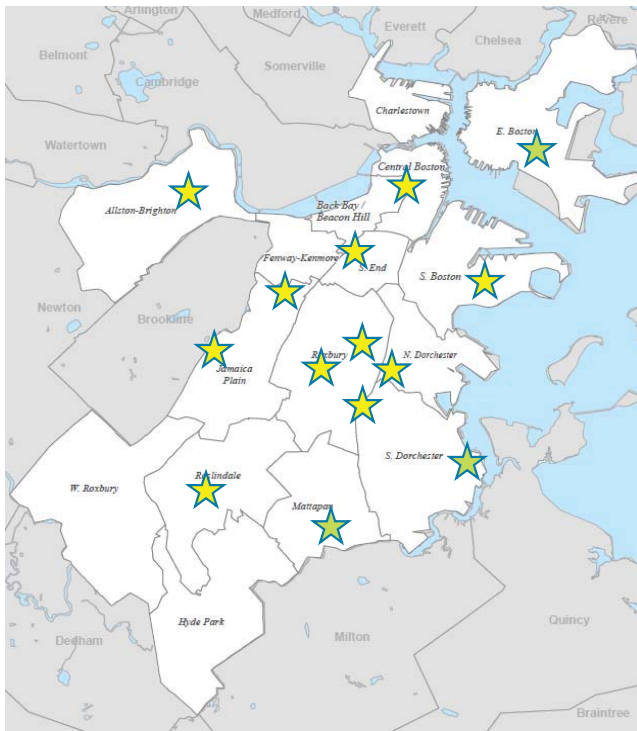 Arlington
Medford
Everett
Revere
Chelsea
Belmont
Somerville
Cambridge
Charlestown
E. Boston
Watertown
Central Boston
Allston-Brighton
Back Bay /
Beacon Hill
Fenway-Kenmore
S. End
S. Boston
Newton
Brookline
Roxbury
N. Dorchester
Jamaica
Plain
S. Dorchester
W. Roxbury
Roslindale
Mattapan
Hyde Park
Quincy
Dedham
Milton
Braintree